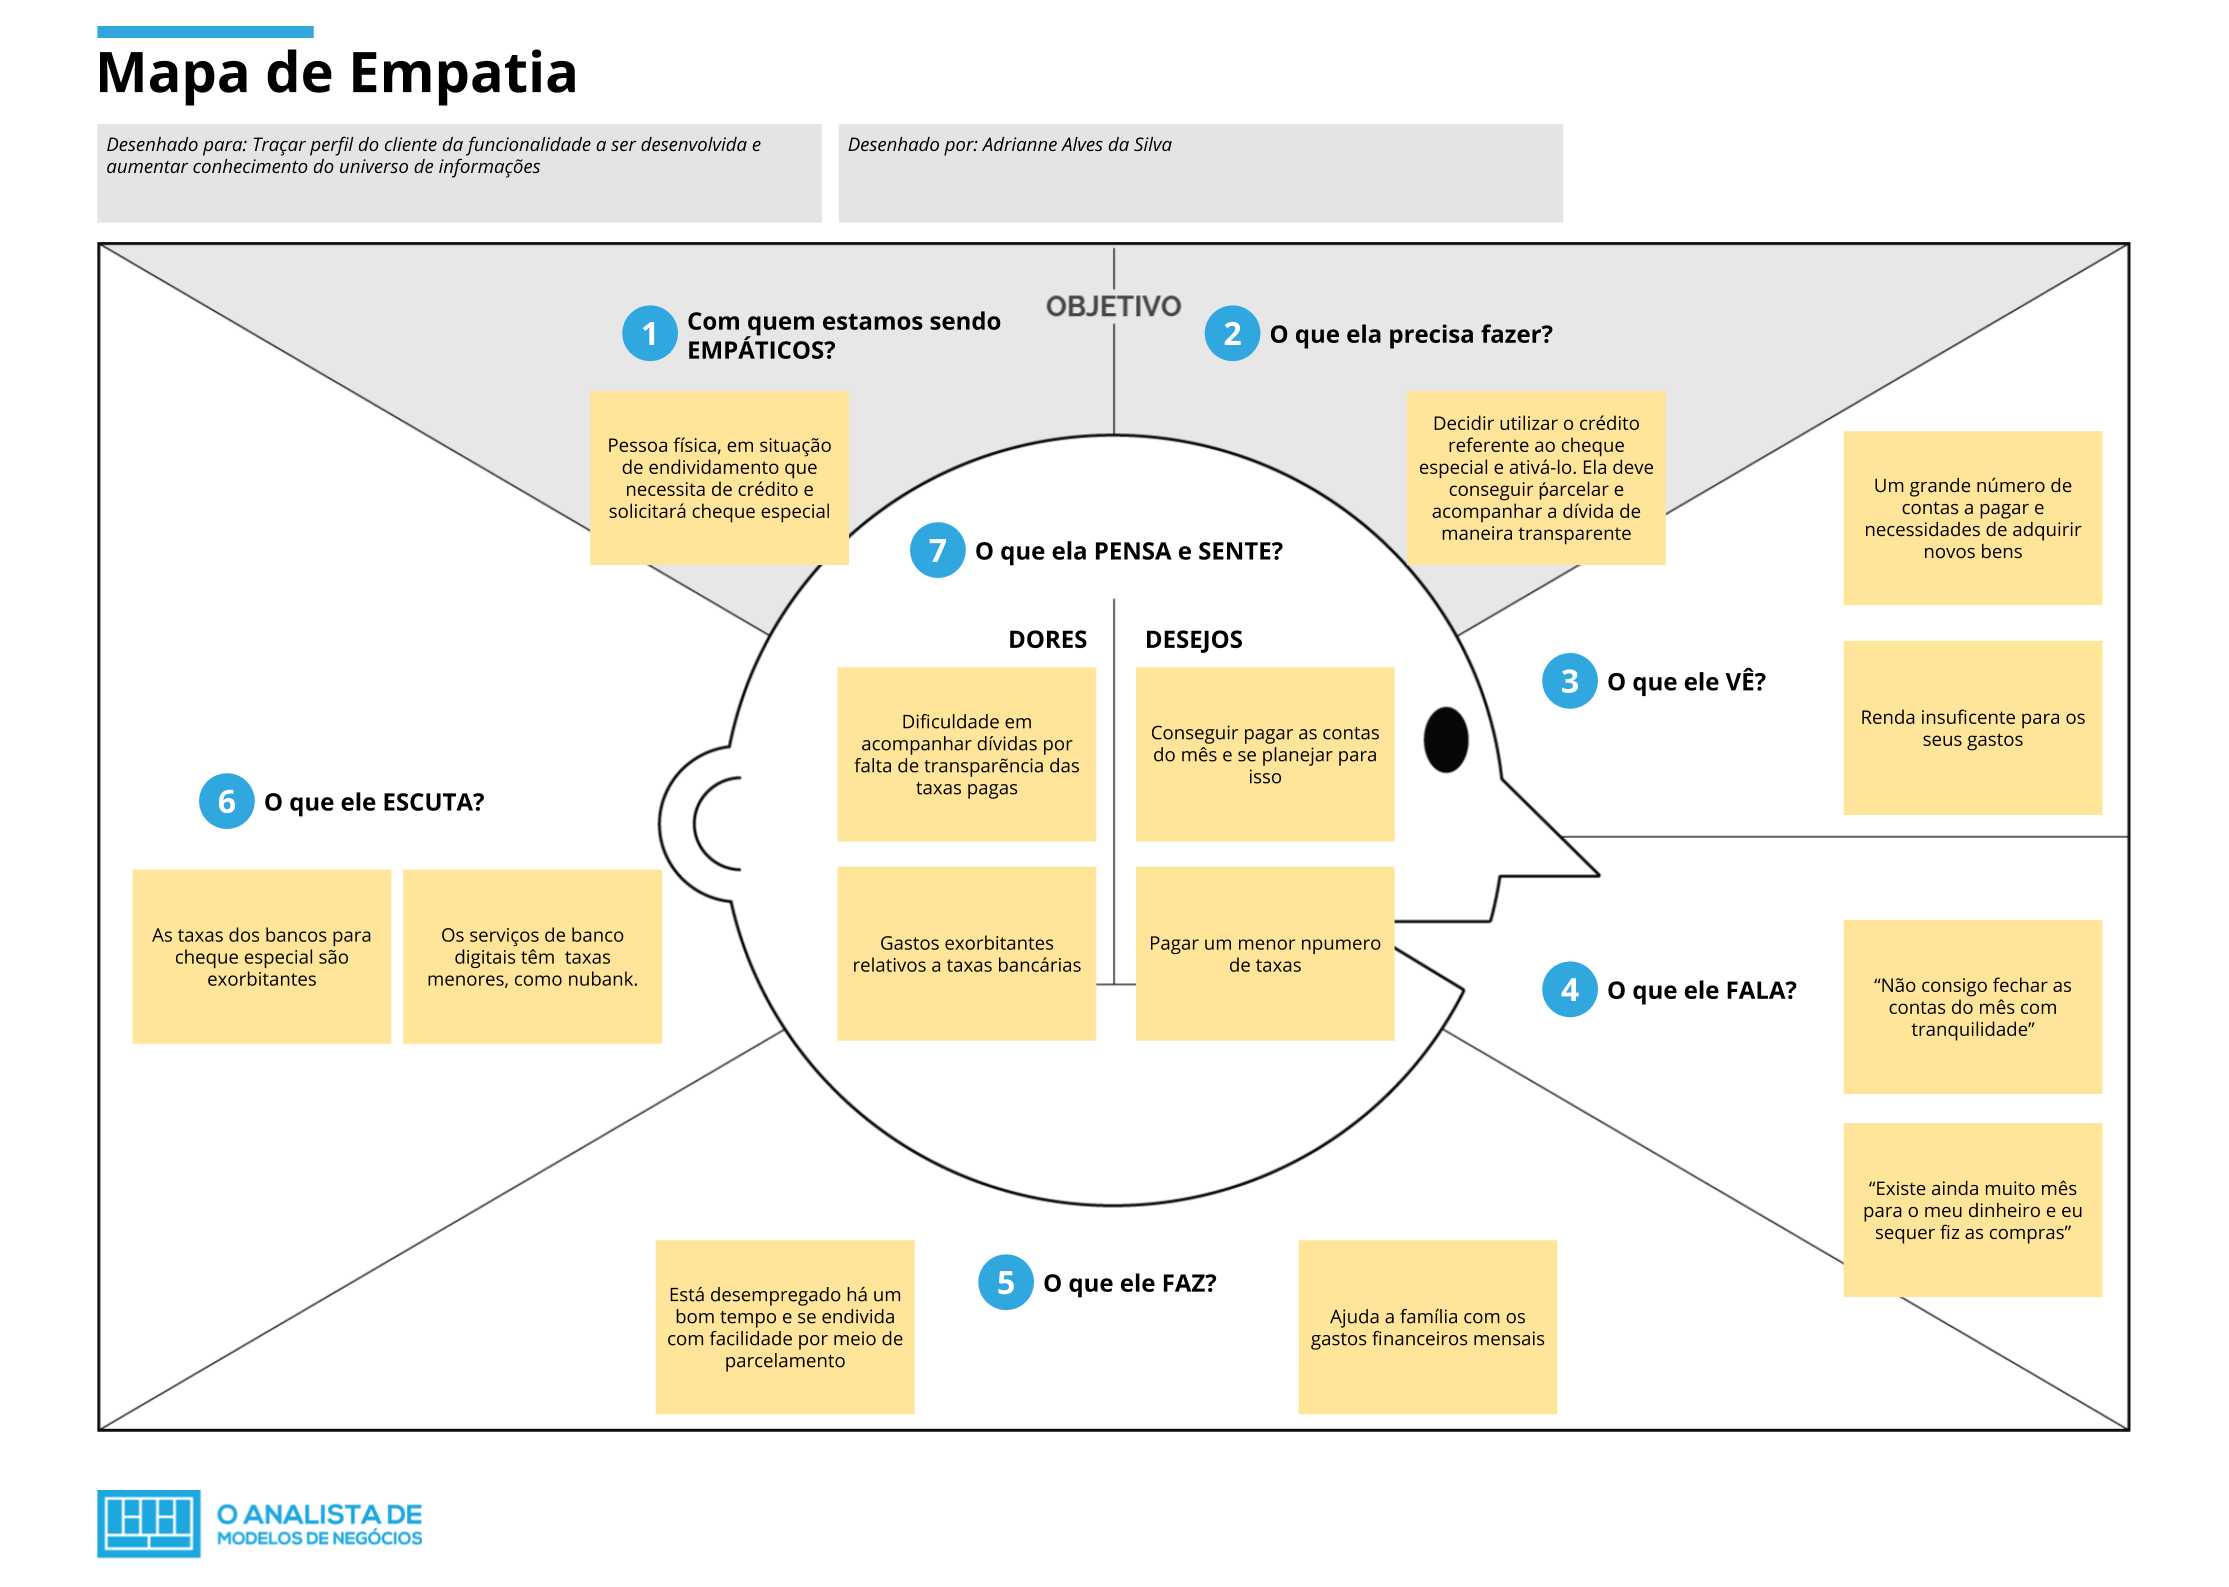 Mapa de Empatia
Desenhado para: Traçar perfil do cliente da funcionalidade a ser desenvolvida e
aumentar conhecimento do universo de informações
Desenhado por: Adrianne Alves da Silva
OBJETIVO
1
Com quem estamos sendo
EMPÁTICOS?
Pessoa física, em situação
de endividamento que
necessita de crédito e
solicitará cheque especial
2
O que ela precisa fazer?
Decidir utilizar o crédito
referente ao cheque
especial e ativá-lo. Ela deve
conseguir ṕarcelar e
acompanhar a dívida de
maneira transparente
3
O que ele VÊ?
Um grande número de
contas a pagar e
necessidades de adquirir
novos bens
Renda insuficente para os
seus gastos
4
O que ele FALA?
“Não consigo fechar as
contas do mês com
tranquilidade”
“Existe ainda muito mês
para o meu dinheiro e eu
sequer fiz as compras”
5
O que ele FAZ?
Está desempregado há um
bom tempo e se endivida
com facilidade por meio de
parcelamento
Ajuda a família com os
gastos financeiros mensais
6
O que ele ESCUTA?
As taxas dos bancos para
cheque especial são
exorbitantes
Os serviços de banco
digitais têm  taxas
menores, como nubank.
7
O que ela PENSA e SENTE?
DORES
Dificuldade em
acompanhar dívidas por
falta de transparẽncia das
taxas pagas
Gastos exorbitantes
relativos a taxas bancárias
DESEJOS
Conseguir pagar as contas
do mês e se planejar para
isso
Pagar um menor npumero
de taxas
O ANALISTA DE
MODELOS DE NEGÓCIOS